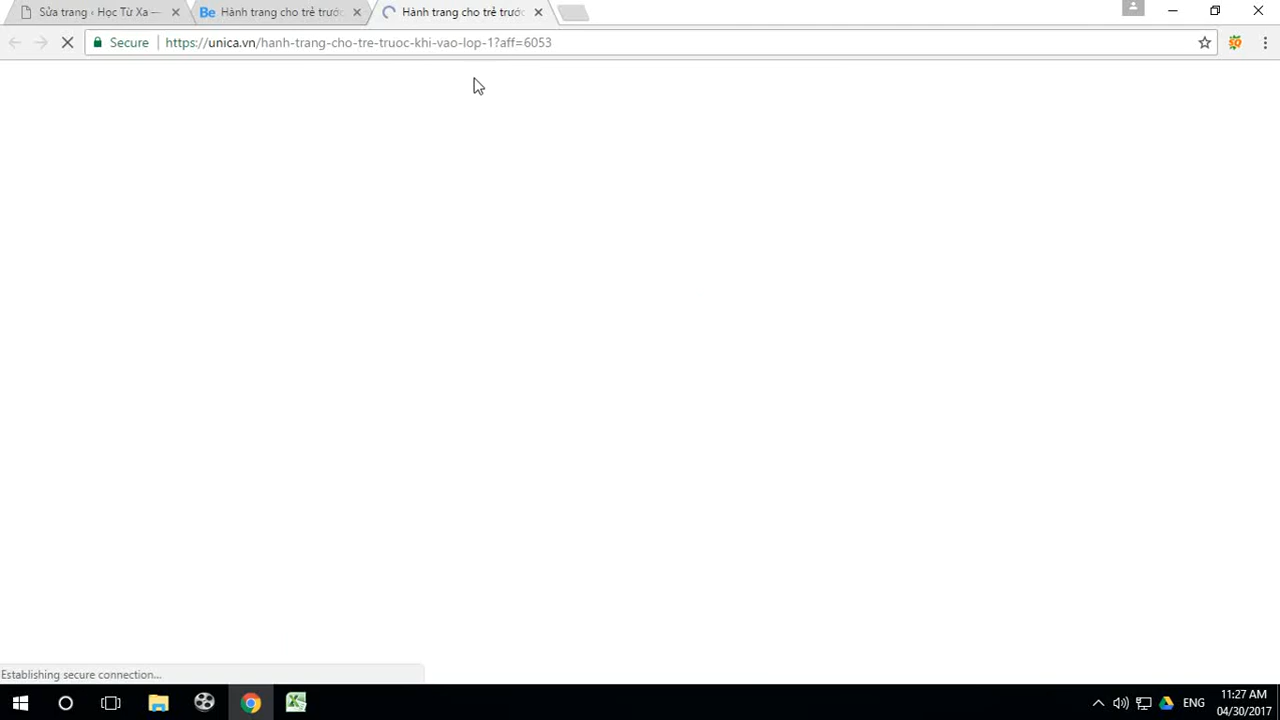 Sửa trang ‹ Học Từ Xa —
Be Hành trang cho trẻ trước
Hành trang cho trẻ trước
Secure
https://unica.vn/hanh-trang-cho-tre-truoc-khi-vao-lop-1?aff=6053
Establishing secure connection...
ENG
11:27 AM
04/30/2017